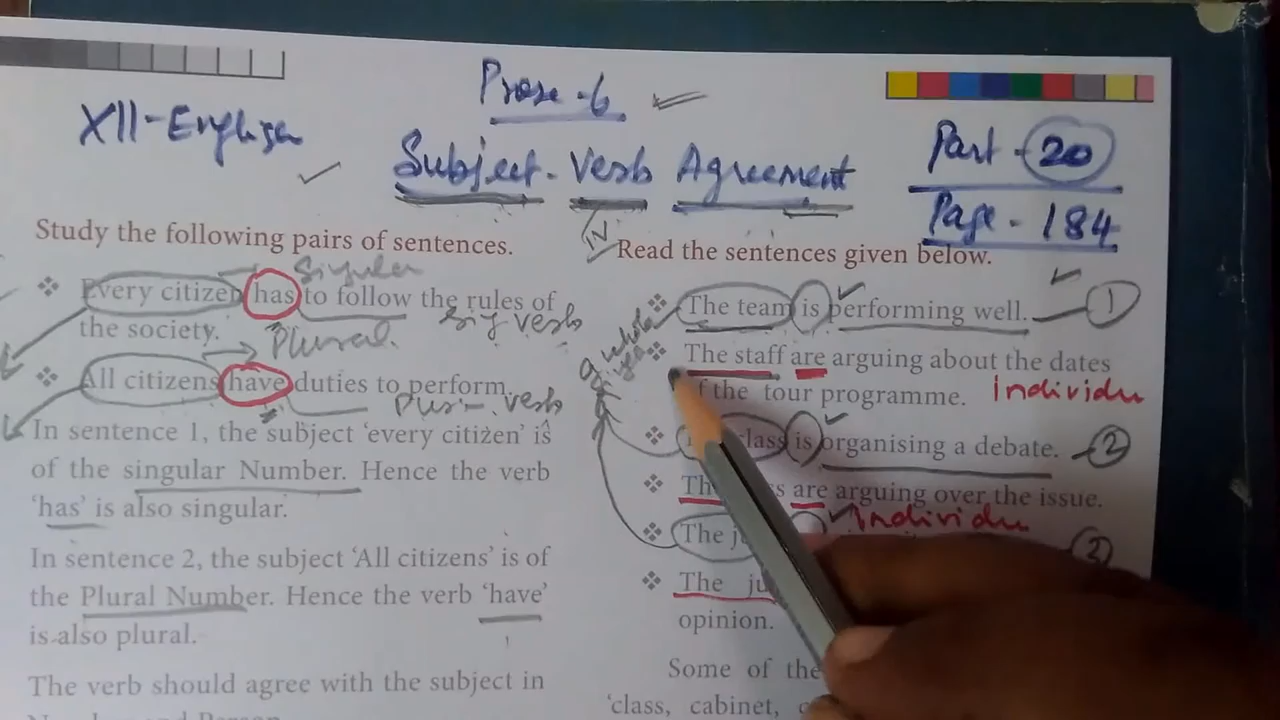 Prose-6
XII-English
Subject-Verb Agreement
Part-20
Page-184
Study the following pairs of sentences.
Singular
Every citizen has to follow the rules of
sig verb
the society.
Plural.
All citizens have duties to perform.
verb
In sentence 1, the subject 'every citizen' is
of the singular Number. Hence the verb
'has' is also singular.
In sentence 2, the subject 'All citizens' is of
the Plural Number. Hence the verb 'have'
is also plural.
The verb should agree with the subject in
IV
Read the sentences given below.
The team is performing well.
1
The staff are arguing about the dates
of the tour programme.
Individu
class is organising a debate.
2
are arguing over the issue.
Individu
The
The
opinion.
Some of the
'class, cabinet,